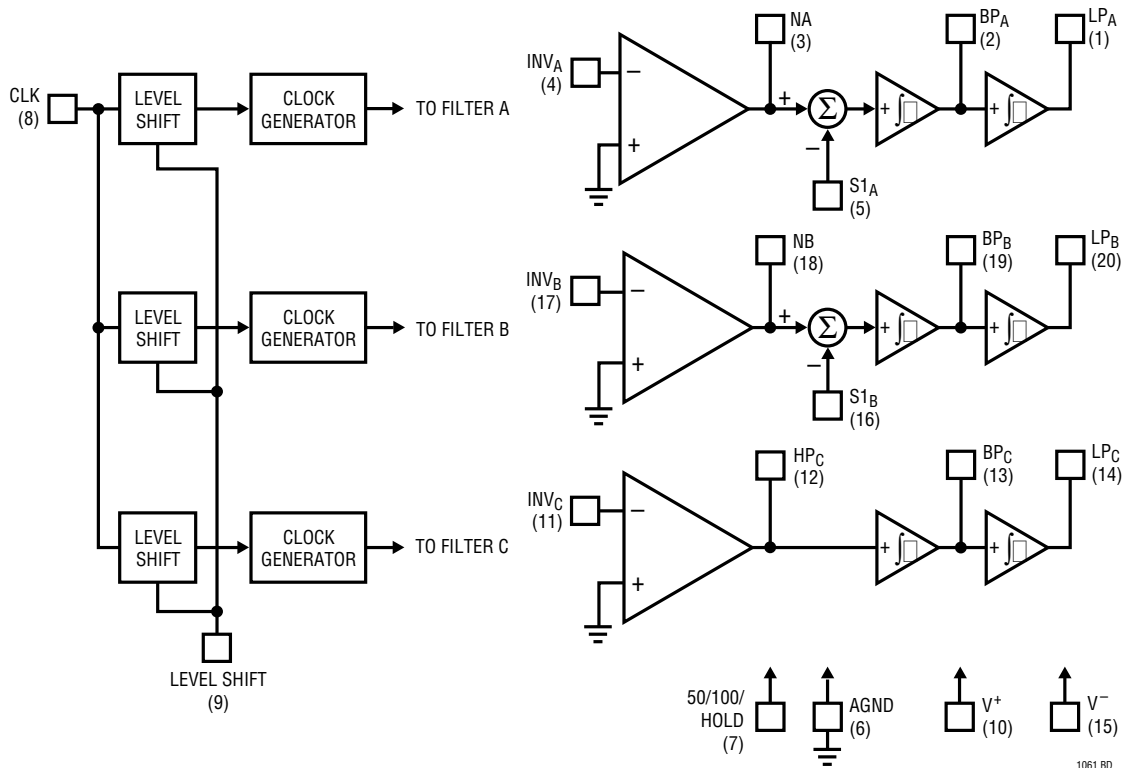 CLK
(8)
LEVEL
SHIFT
CLOCK
GENERATOR
TO FILTER A
LEVEL
SHIFT
CLOCK
GENERATOR
TO FILTER B
LEVEL
SHIFT
CLOCK
GENERATOR
TO FILTER C
LEVEL SHIFT
(9)
INVA
(4)
−
+
NA
(3)
+
Σ
−
S1A
(5)
+ ∫
BPA
(2)
+ ∫
LPA
(1)
INVB
(17)
−
+
NB
(18)
+
Σ
−
S1B
(16)
+ ∫
BPB
(19)
+ ∫
LPB
(20)
INVC
(11)
−
+
HPC
(12)
+ ∫
BPC
(13)
+ ∫
LPC
(14)
50/100/
HOLD
(7)
AGND
(6)
V+
(10)
V−
(15)
1061 BD